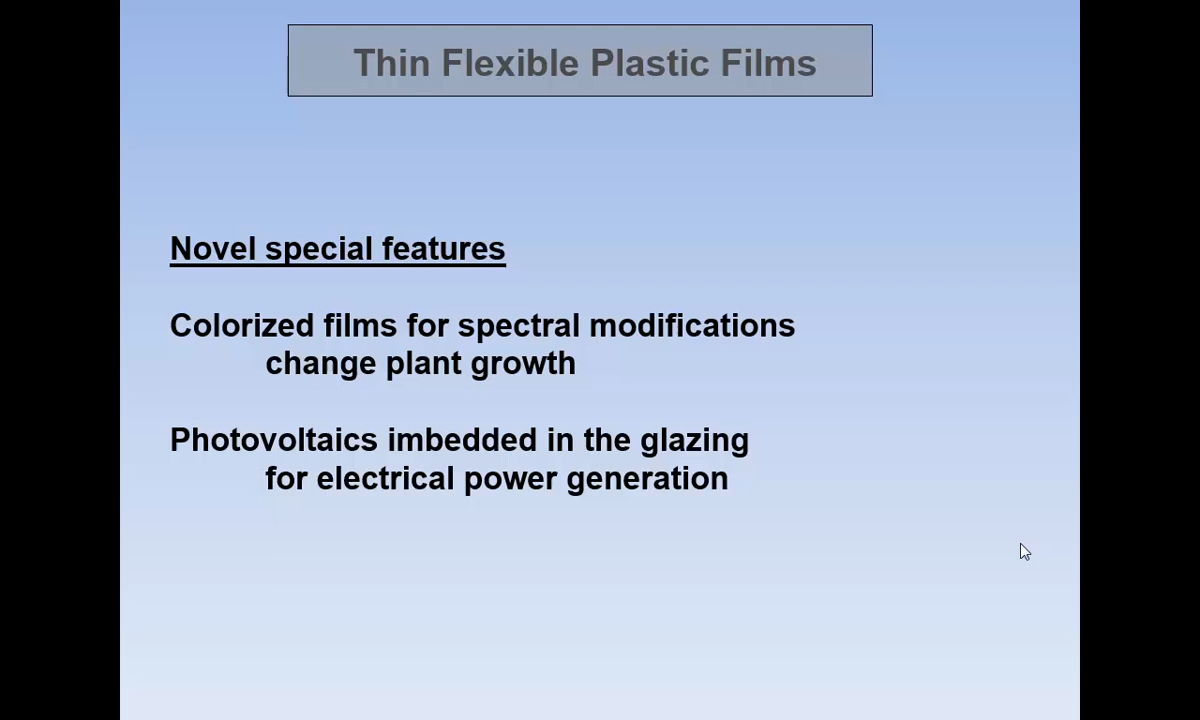 Thin Flexible Plastic Films
Novel special features
Colorized films for spectral modifications
change plant growth
Photovoltaics imbedded in the glazing
for electrical power generation